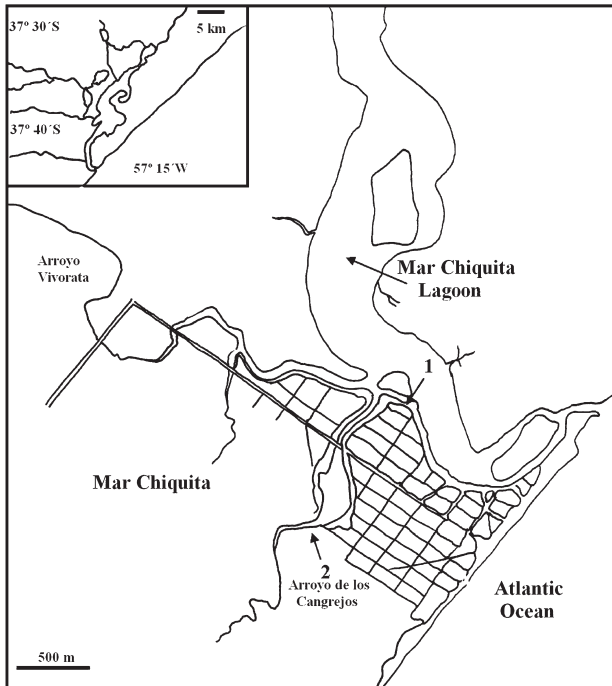 37º 30´S
5 km
37º 40´S
57º 15´W
Arroyo
Vivorata
Mar Chiquita
Lagoon
1
Mar Chiquita
2
Arroyo de los
Cangrejos
Atlantic
Ocean
500 m